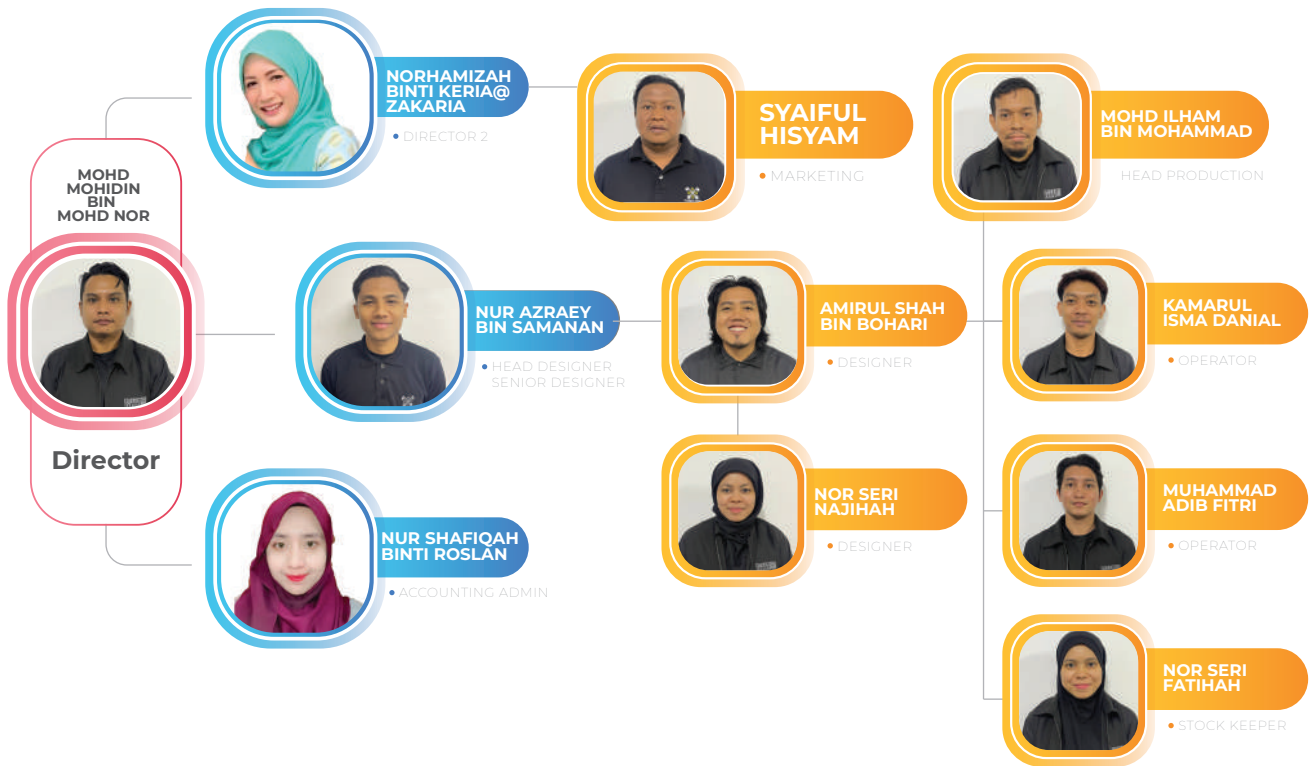 MOHD
MOHIDIN
BIN
MOHD NOR
Director
NORHAMIZAH
BINTI KERIA@
ZAKARIA
• DIRECTOR 2
NUR AZRAEY
BIN SAMANAN
• HEAD DESIGNER
SENIOR DESIGNER
NUR SHAFIQAH
BINTI ROSLAN
• ACCOUNTING ADMIN
SYAIFUL
HISYAM
• MARKETING
AMIRUL SHAH
BIN BOHARI
• DESIGNER
NOR SERI
NAJIHAH
• DESIGNER
MOHD ILHAM
BIN MOHAMMAD
HEAD PRODUCTION
KAMARUL
ISMA DANIAL
• OPERATOR
MUHAMMAD
ADIB FITRI
• OPERATOR
NOR SERI
FATIHAH
• STOCK KEEPER